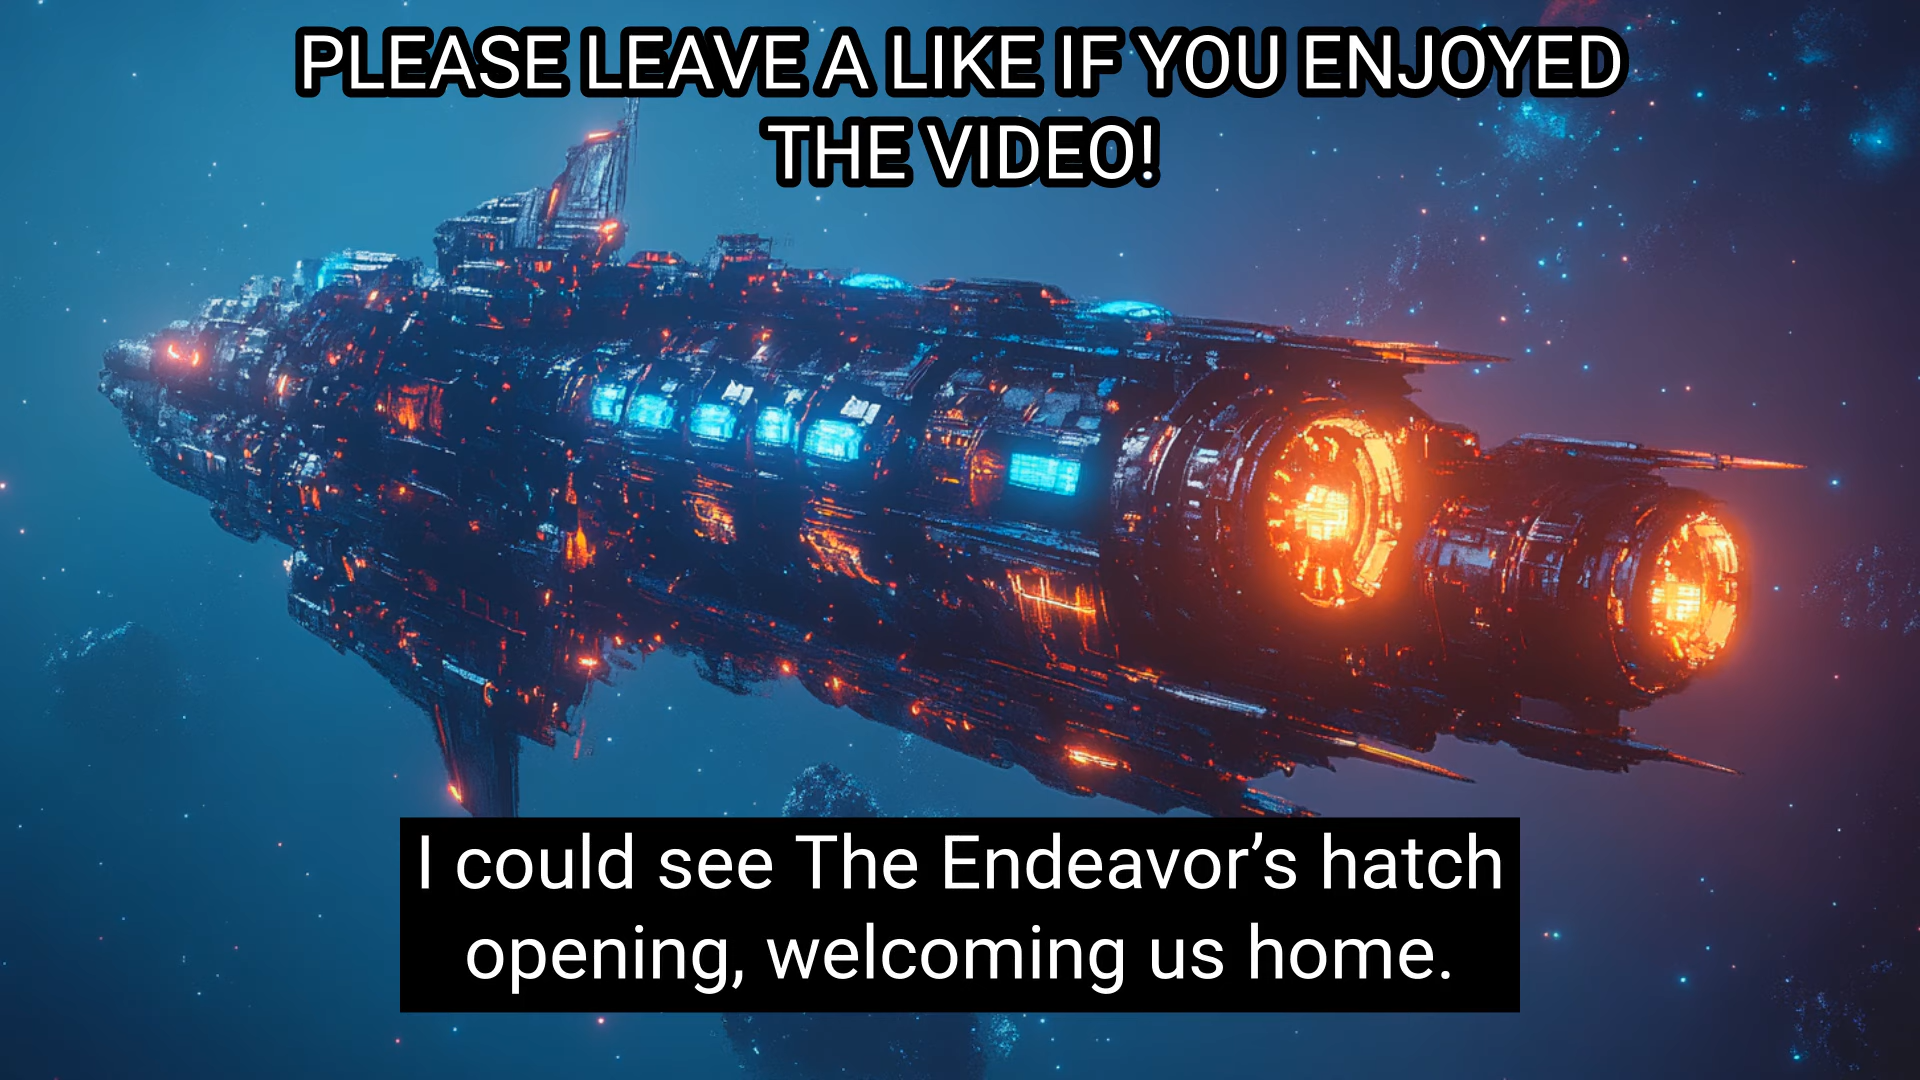 PLEASE LEAVE A LIKE IF YOU ENJOYED
THE VIDEO!
I could see The Endeavor’s hatch
opening, welcoming us home.